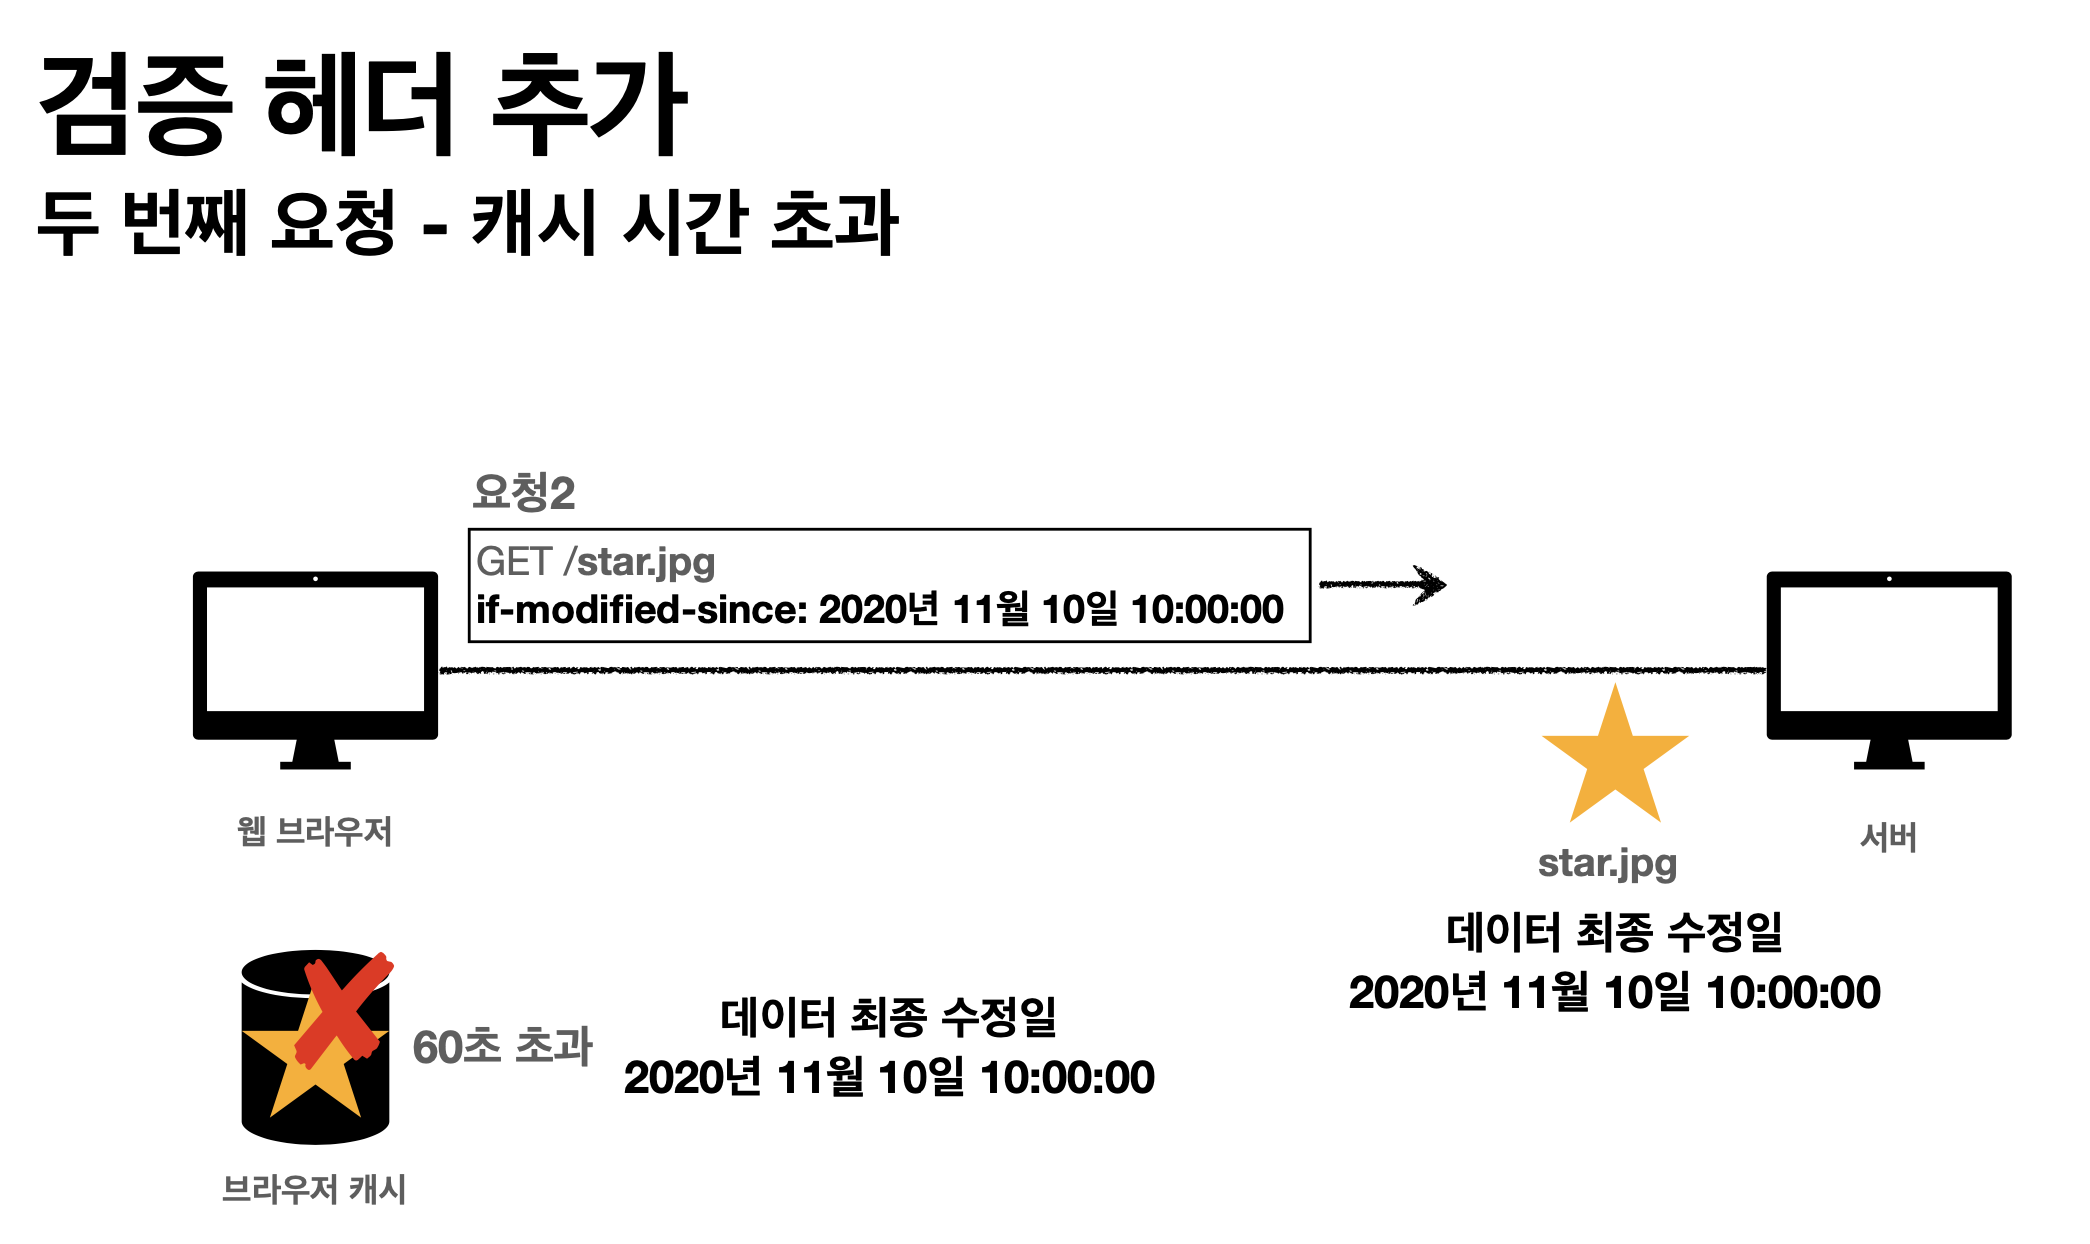 검증 헤더 추가
두 번째 요청 - 캐시 시간 초과
요청2
GET /star.jpg
if-modified-since: 2020년 11월 10일 10:00:00
웹 브라우저
서버
star.jpg
데이터 최종 수정일
2020년 11월 10일 10:00:00
60초 초과
데이터 최종 수정일
2020년 11월 10일 10:00:00
브라우저 캐시